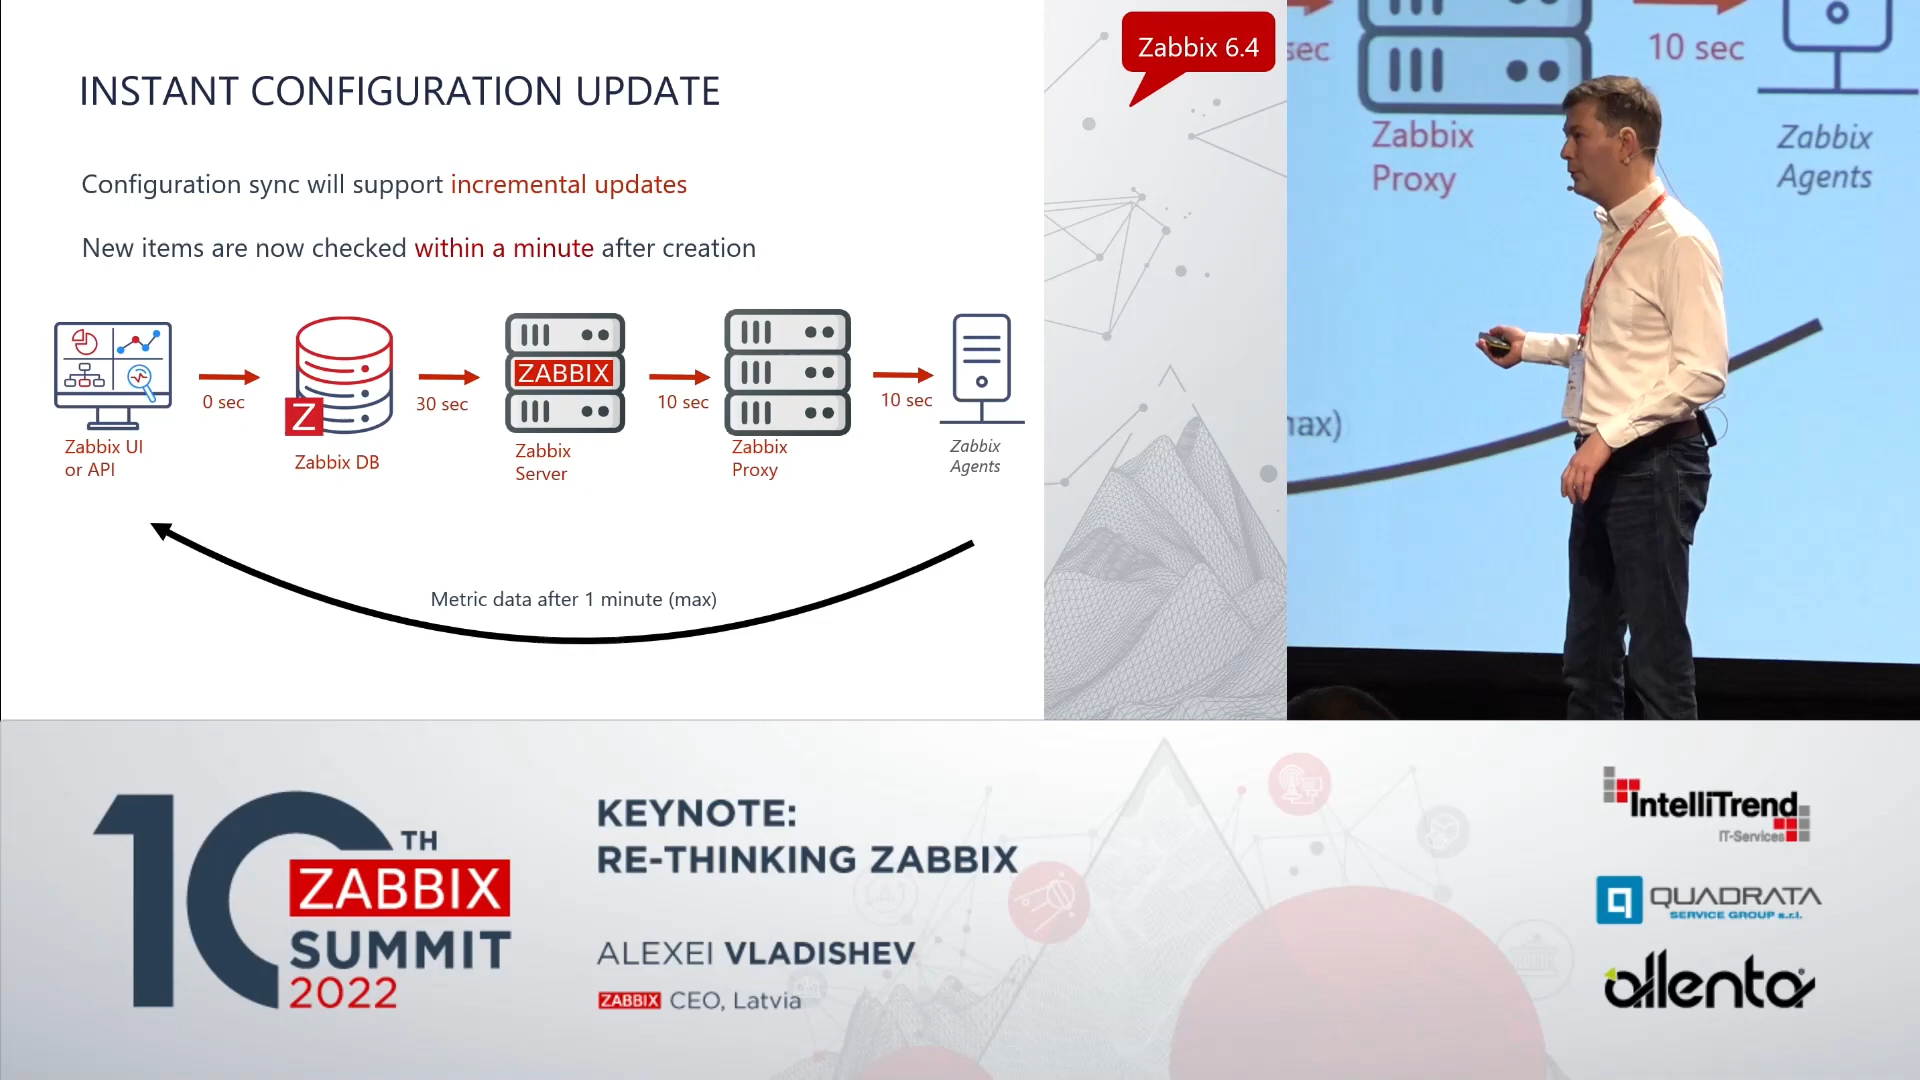 INSTANT CONFIGURATION UPDATE
Configuration sync will support incremental updates
New items are now checked within a minute after creation
0 sec
30 sec
10 sec
10 sec
Z
ZABBIX
Zabbix UI
or API
Zabbix DB
Zabbix
Server
Zabbix
Proxy
Zabbix
Agents
Metric data after 1 minute (max)
Zabbix 6.4
sec
10 sec
Zabbix
Proxy
Zabbix
Agents
max)
10TH
ZABBIX
SUMMIT
2022
KEYNOTE:
RE-THINKING ZABBIX
ALEXEI VLADISHEV
ZABBIX CEO, Latvia
IntelliTrend
IT-Services
QUADRATA
SERVICE GROUP s.r.l.
allenta